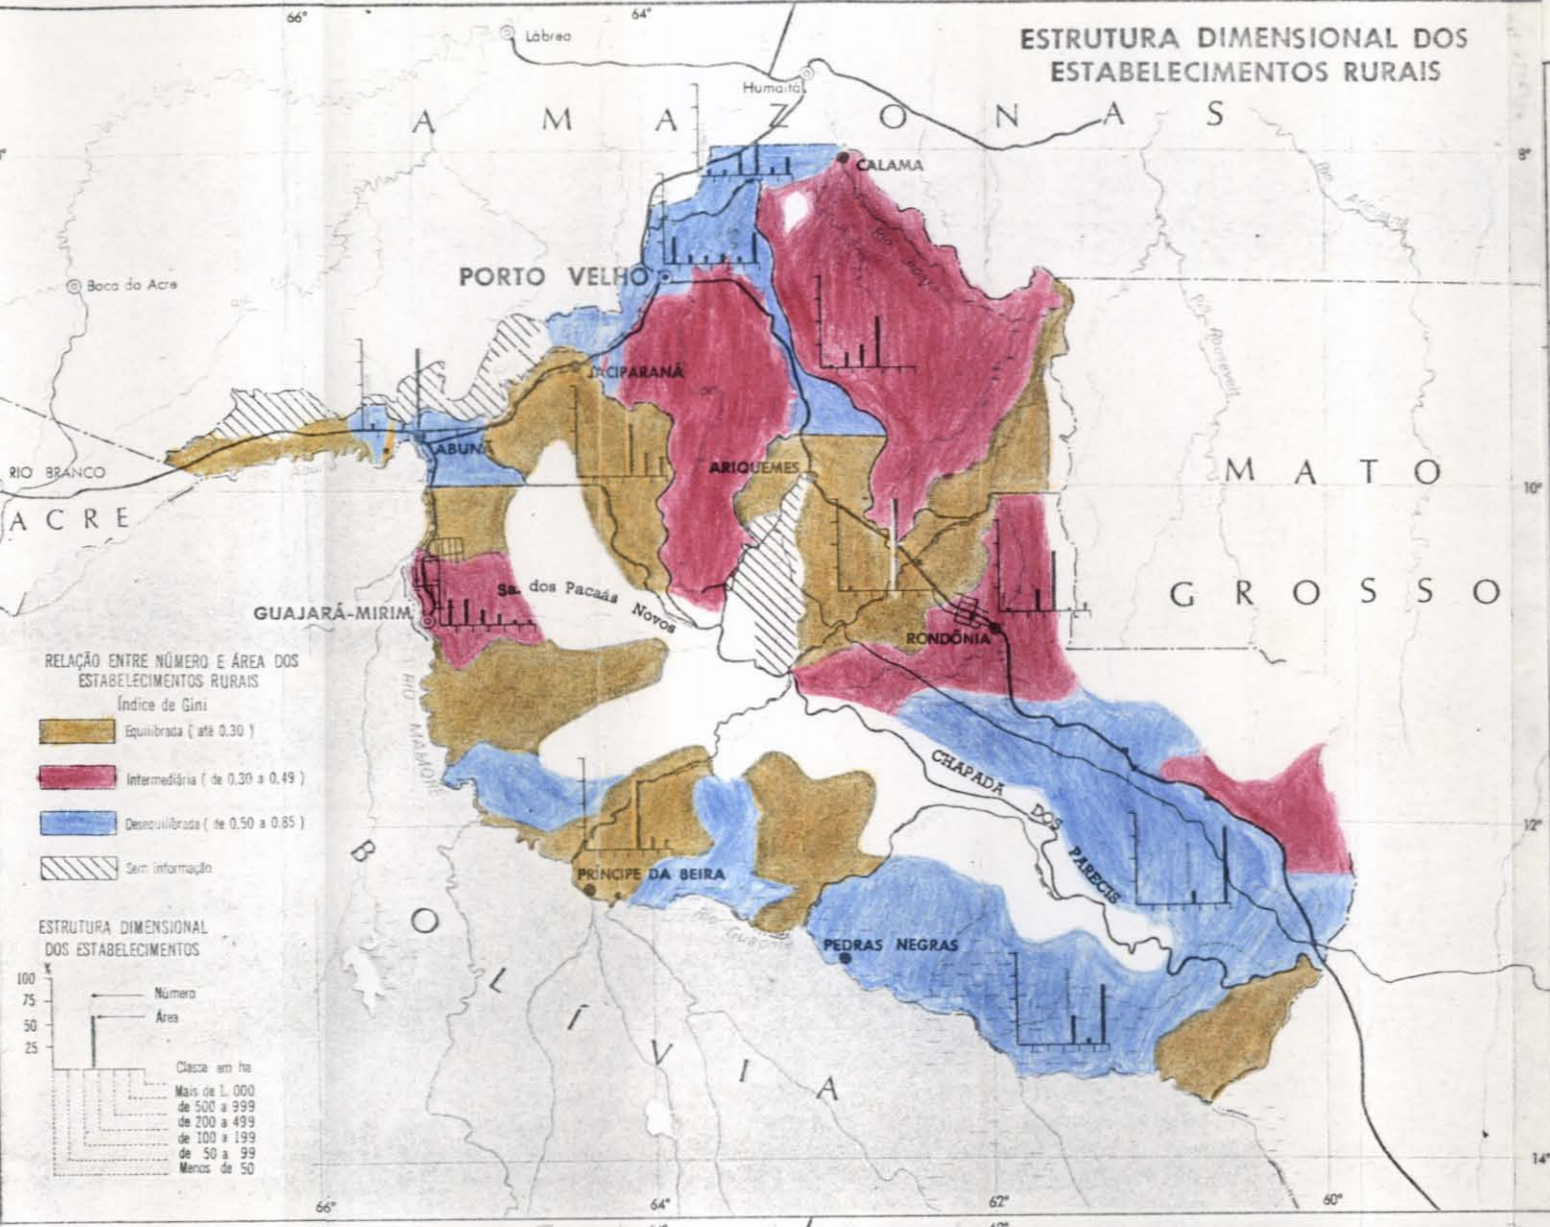 66°
64°
Lábrea
ESTRUTURA DIMENSIONAL DOS
ESTABELECIMENTOS RURAIS
Humaitá
A M A Z O N A S
8°
CALAMA
Boca do Acre
PORTO VELHO
JACIPARANÁ
ABUNÃ
ARIQUEMES
RIO BRANCO
ACRE
M A T O
10°
G R O S S O
Sa. dos Pacaás Novos
GUAJARÁ-MIRIM
RONDÔNIA
RELAÇÃO ENTRE NÚMERO E ÁREA DOS
ESTABELECIMENTOS RURAIS
Índice de Gini
Equilibrada ( até 0.30 )
Intermediária ( de 0,30 a 0,49 )
Desequilibrada ( de 0,50 a 0.85 )
Sem informação
RIO MAMORÉ
CHAPADA DOS PARECIS
12°
PRÍNCIPE DA BEIRA
PEDRAS NEGRAS
B O L Í V I A
ESTRUTURA DIMENSIONAL
DOS ESTABELECIMENTOS
%
100
75
50
25
Número
Área
Classe em ha
Mais de 1.000
de 500 a 999
de 200 a 499
de 100 a 199
de 50 a 99
Menos de 50
14°
66°
64°
62°
60°